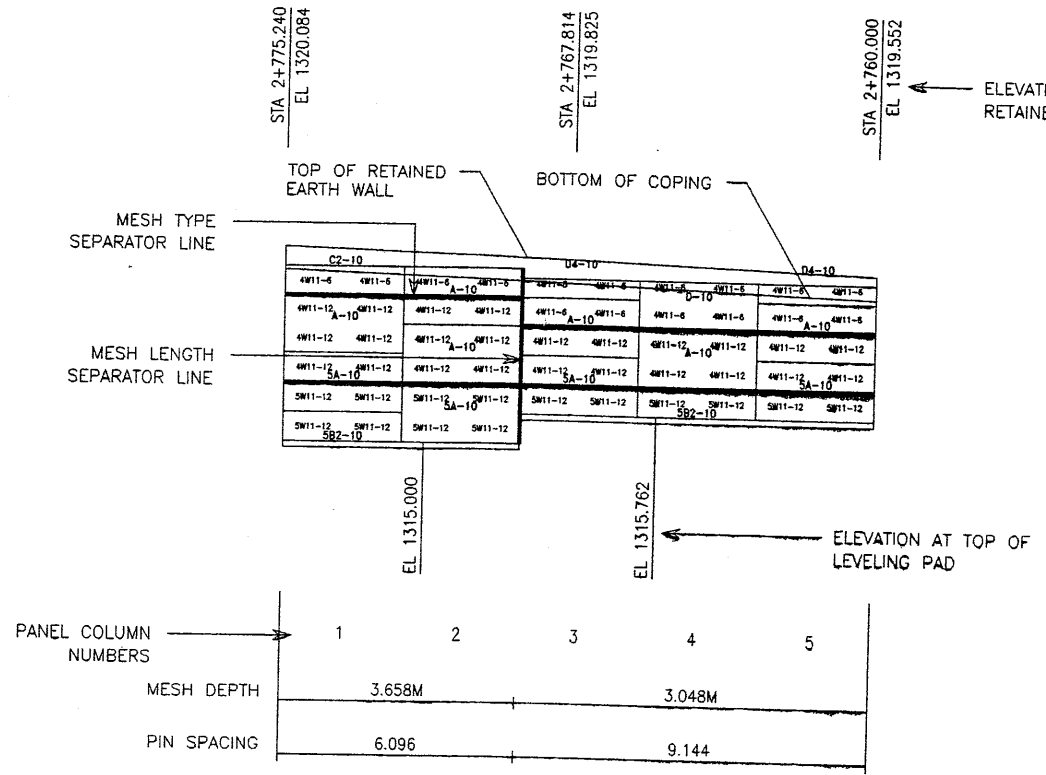 STA 2+775.240
EL 1320.084
STA 2+767.814
EL 1319.825
STA 2+760.000
EL 1319.552
ELEVATI
RETAINE
TOP OF RETAINED
EARTH WALL
BOTTOM OF COPING
MESH TYPE
SEPARATOR LINE
MESH LENGTH
SEPARATOR LINE
C2-10 D4-10 D4-10
4W11-6 4W11-6 4W11-6 4W11-6 4W11-6 4W11-6 4W11-6 4W11-6 4W11-6 4W11-6
A-10 D-10
4W11-12 4W11-12 4W11-12 4W11-12 4W11-6 4W11-6 4W11-6 4W11-6 4W11-6 4W11-6
A-10 A-10 A-10
4W11-12 4W11-12 4W11-12 4W11-12 4W11-12 4W11-12 4W11-12 4W11-12 4W11-12 4W11-12
A-10 A-10
4W11-12 4W11-12 4W11-12 4W11-12 4W11-12 4W11-12 4W11-12 4W11-12 4W11-12 4W11-12
5A-10 5A-10 5A-10
5W11-12 5W11-12 5W11-12 5W11-12 5W11-12 5W11-12 5W11-12 5W11-12 5W11-12 5W11-12
5A-10 5B2-10
5W11-12 5W11-12 5W11-12 5W11-12
5B2-10
EL 1315.000
EL 1315.762
ELEVATION AT TOP OF
LEVELING PAD
PANEL COLUMN
NUMBERS
1 2 3 4 5
MESH DEPTH 3.658M 3.048M
PIN SPACING 6.096 9.144